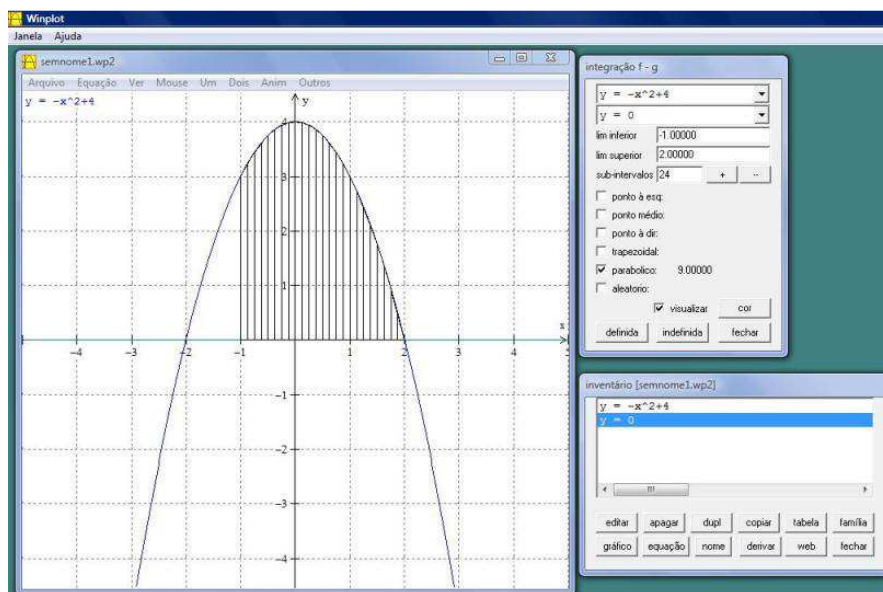 Winplot
Janela Ajuda
semnome1.wp2
Arquivo Equação Ver Mouse Um Dois Anim Outros
y = -x^2+4
y
4
3
2
1
x
-4 -3 -2 -1 1 2 3 4 5
-1
-2
-3
-4
integração f - g
y = -x^2+4
y = 0
lim inferior -1.00000
lim superior 2.00000
sub-intervalos 24 + --
ponto à esq:
ponto médio:
ponto à dir:
trapezoidal:
parabolico: 9.00000
aleatorio:
visualizar cor
definida indefinida fechar
inventário [semnome1.wp2]
y = -x^2+4
y = 0
editar apagar dupl copiar tabela família
gráfico equação nome derivar web fechar